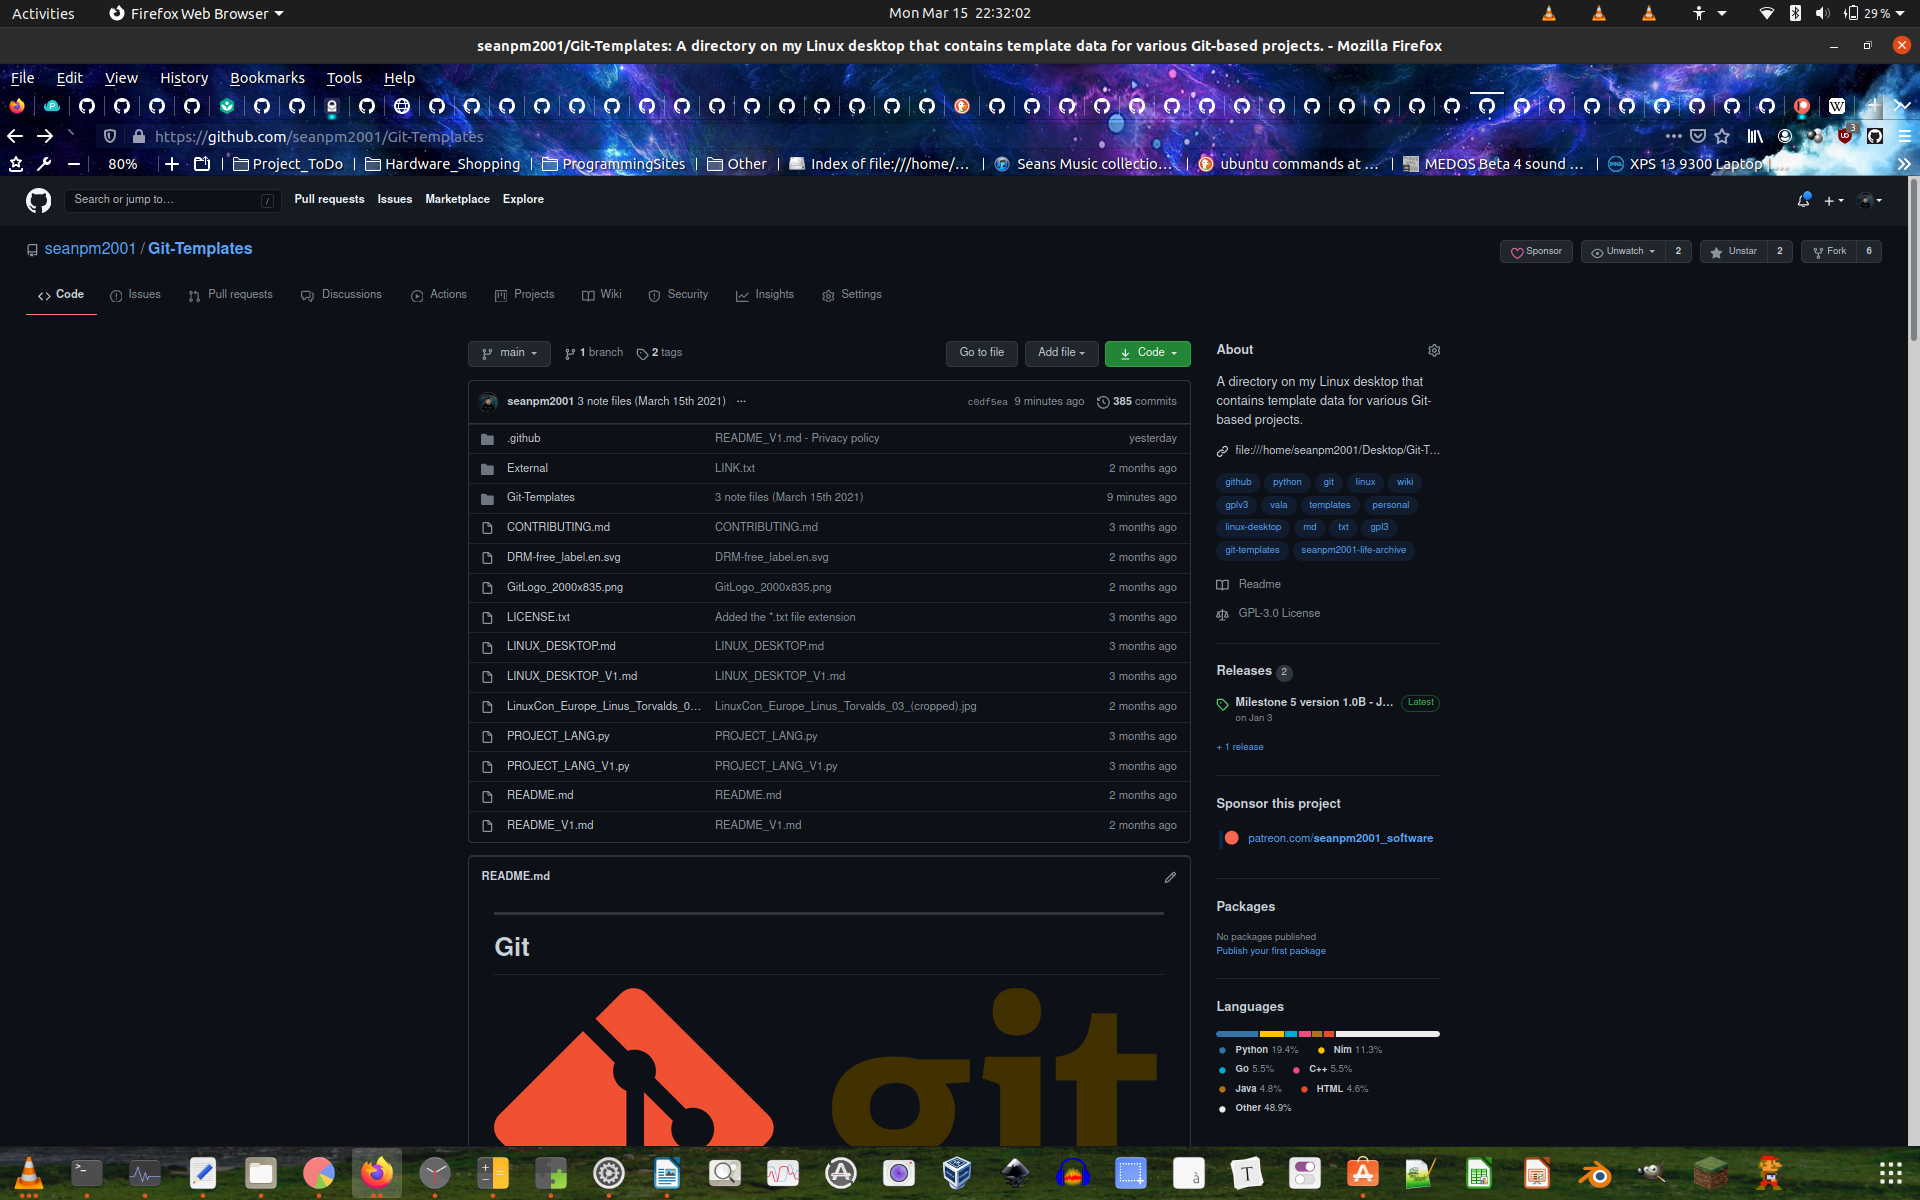 Activities
Firefox Web Browser
Mon Mar 15 22:32:02
29 %
seanpm2001/Git-Templates: A directory on my Linux desktop that contains template data for various Git-based projects. - Mozilla Firefox
File Edit View History Bookmarks Tools Help
https://github.com/seanpm2001/Git-Templates
3
80%
Project_ToDo
Hardware_Shopping
ProgrammingSites
Other
Index of file:///home/...
Seans Music collectio...
ubuntu commands at ...
MEDOS Beta 4 sound ...
XPS 13 9300 Laptop
Search or jump to...
/
Pull requests Issues Marketplace Explore
seanpm2001 / Git-Templates
Sponsor
Unwatch 2
Unstar 2
Fork 6
Code Issues Pull requests Discussions Actions Projects Wiki Security Insights Settings
main
1 branch
2 tags
Go to file
Add file
Code
seanpm2001 3 note files (March 15th 2021) ...
c0df5ea 9 minutes ago
385 commits
.github README_V1.md - Privacy policy yesterday
External LINK.txt 2 months ago
Git-Templates 3 note files (March 15th 2021) 9 minutes ago
CONTRIBUTING.md CONTRIBUTING.md 3 months ago
DRM-free_label.en.svg DRM-free_label.en.svg 2 months ago
GitLogo_2000x835.png GitLogo_2000x835.png 2 months ago
LICENSE.txt Added the *.txt file extension 3 months ago
LINUX_DESKTOP.md LINUX_DESKTOP.md 3 months ago
LINUX_DESKTOP_V1.md LINUX_DESKTOP_V1.md 3 months ago
LinuxCon_Europe_Linus_Torvalds_0... LinuxCon_Europe_Linus_Torvalds_03_(cropped).jpg 2 months ago
PROJECT_LANG.py PROJECT_LANG.py 3 months ago
PROJECT_LANG_V1.py PROJECT_LANG_V1.py 3 months ago
README.md README.md 2 months ago
README_V1.md README_V1.md 2 months ago
README.md
Git
git
About
A directory on my Linux desktop that
contains template data for various Git-
based projects.
file:///home/seanpm2001/Desktop/Git-T...
github python git linux wiki
gplv3 vala templates personal
linux-desktop md txt gpl3
git-templates seanpm2001-life-archive
Readme
GPL-3.0 License
Releases 2
Milestone 5 version 1.0B - J... Latest
on Jan 3
+ 1 release
Sponsor this project
patreon.com/seanpm2001_software
Packages
No packages published
Publish your first package
Languages
Python 19.4% Nim 11.3%
Go 5.5% C++ 5.5%
Java 4.8% HTML 4.6%
Other 48.9%